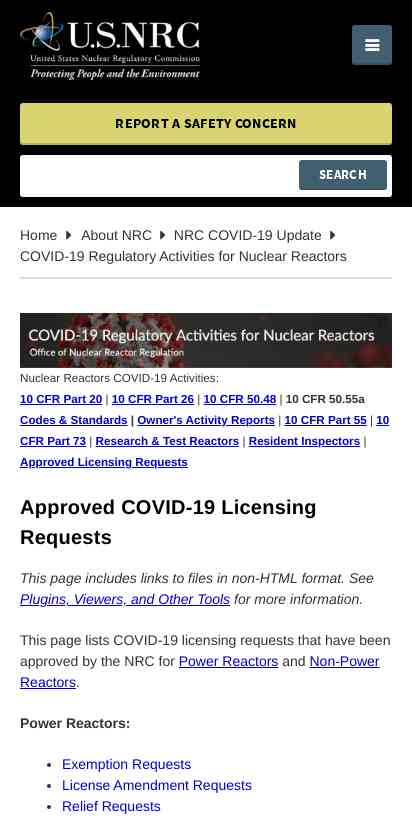 U.S.NRC
United States Nuclear Regulatory Commission
Protecting People and the Environment
REPORT A SAFETY CONCERN
SEARCH
Home About NRC NRC COVID-19 Update
COVID-19 Regulatory Activities for Nuclear Reactors
COVID-19 Regulatory Activities for Nuclear Reactors
Office of Nuclear Reactor Regulation
Nuclear Reactors COVID-19 Activities:
10 CFR Part 20 | 10 CFR Part 26 | 10 CFR 50.48 | 10 CFR 50.55a
Codes & Standards | Owner's Activity Reports | 10 CFR Part 55 | 10
CFR Part 73 | Research & Test Reactors | Resident Inspectors |
Approved Licensing Requests
Approved COVID-19 Licensing
Requests
This page includes links to files in non-HTML format. See
Plugins, Viewers, and Other Tools for more information.
This page lists COVID-19 licensing requests that have been
approved by the NRC for Power Reactors and Non-Power
Reactors.
Power Reactors:
• Exemption Requests
• License Amendment Requests
• Relief Requests